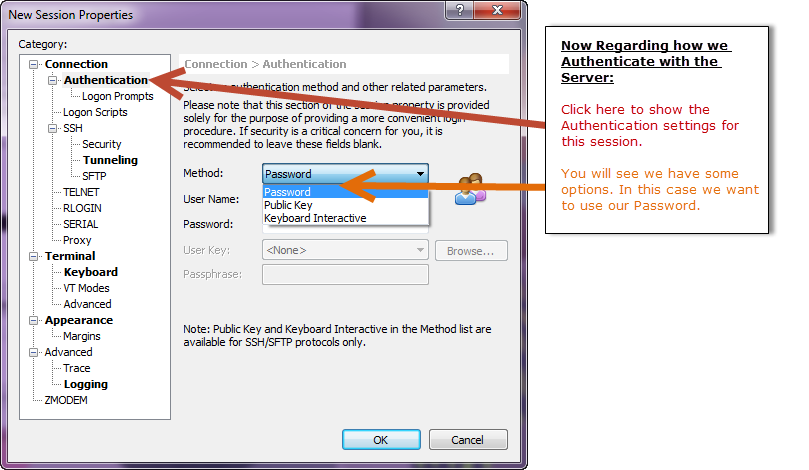 New Session Properties
?
Category:
Connection
Authentication
Logon Prompts
Logon Scripts
SSH
Security
Tunneling
SFTP
TELNET
RLOGIN
SERIAL
Proxy
Terminal
Keyboard
VT Modes
Advanced
Appearance
Margins
Advanced
Trace
Logging
ZMODEM
Connection > Authentication
authentication method and other related parameters.
Please note that this section of the session property is provided
solely for the purpose of providing a more convenient login
procedure. If security is a critical concern for you, it is
recommended to leave these fields blank.
Method:
Password
Password
Public Key
Keyboard Interactive
User Name:
Password:
User Key:
<None>
Browse...
Passphrase:
Note: Public Key and Keyboard Interactive in the Method list are
available for SSH/SFTP protocols only.
OK
Cancel
Now Regarding how we
Authenticate with the
Server:
Click here to show the
Authentication settings for
this session.
You will see we have some
options. In this case we want
to use our Password.